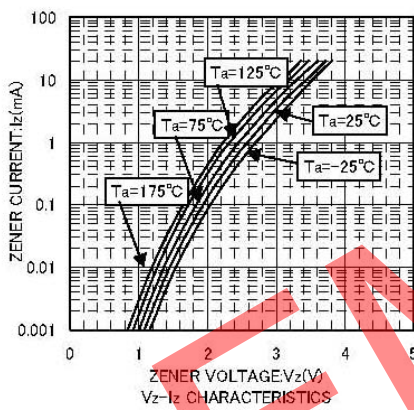 100
10
1
0.1
0.01
0.001
ZENER CURRENT:Iz(mA)
Ta=125℃
Ta=75℃
Ta=25℃
Ta=-25℃
Ta=175℃
0 1 2 3 4 5
ZENER VOLTAGE:Vz(V)
Vz-Iz CHARACTERISTICS